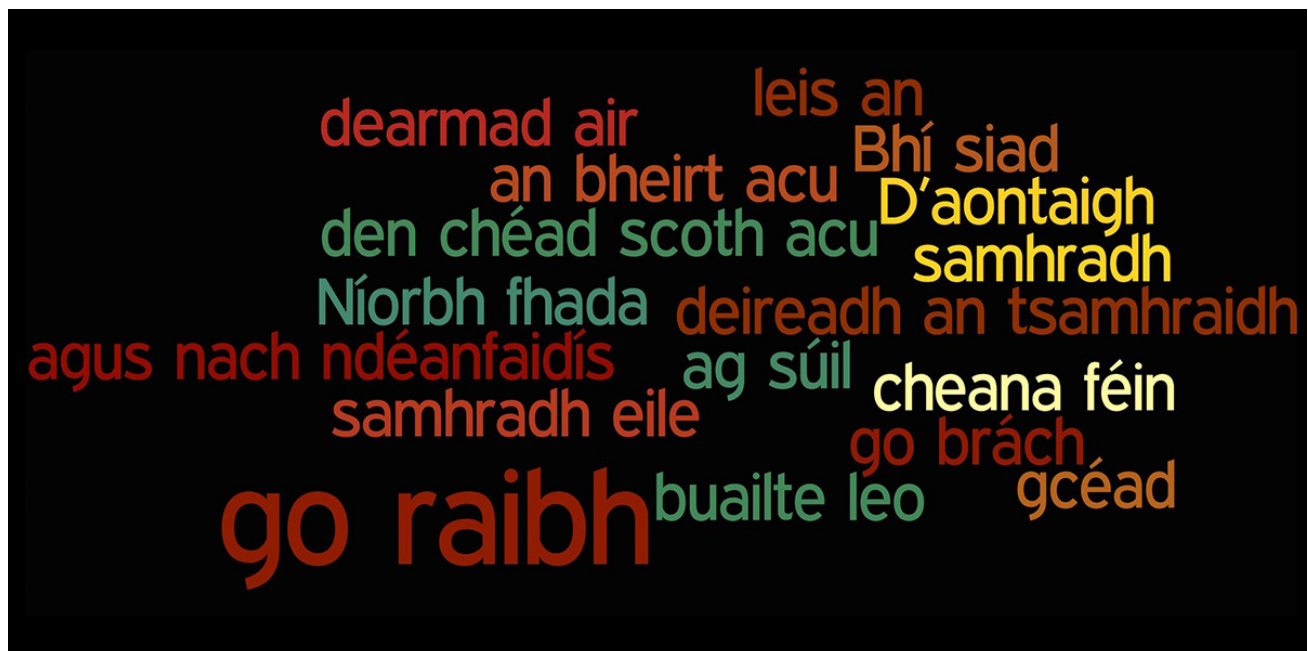 leis an
dearmad air
Bhí siad
an bheirt acu
D'aontaigh
den chéad scoth acu
samhradh
Níorbh fhada
deireadh an tsamhraidh
agus nach ndéanfaidís
ag súil
cheana féin
samhradh eile
go brách
gcéad
buailte leo
go raibh